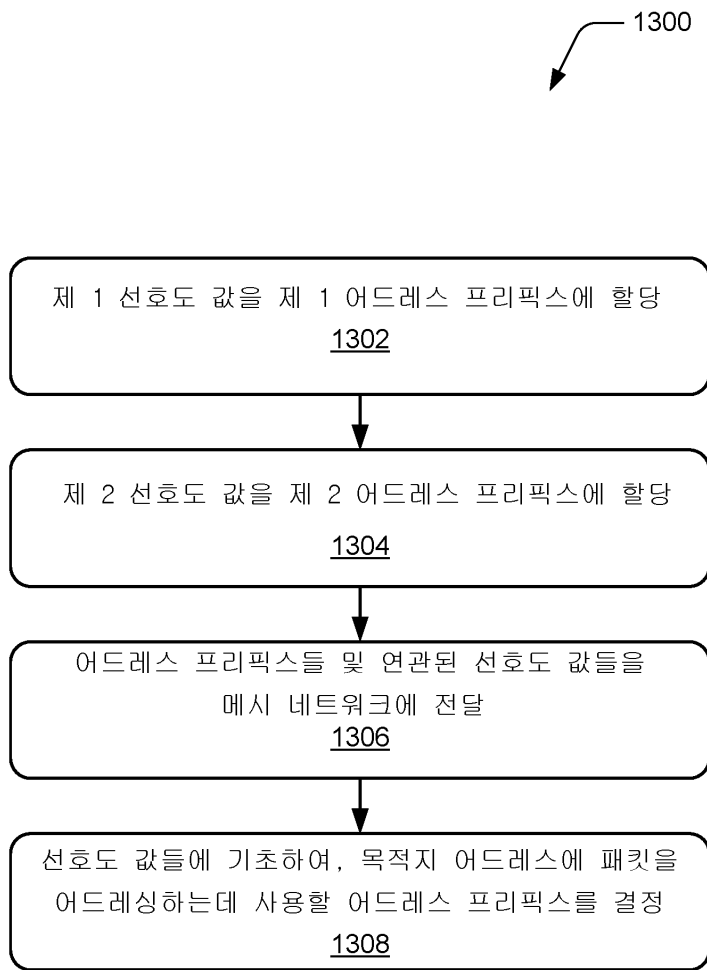 1300
제 1 선호도 값을 제 1 어드레스 프리픽스에 할당
1302
제 2 선호도 값을 제 2 어드레스 프리픽스에 할당
1304
어드레스 프리픽스들 및 연관된 선호도 값들을
메시 네트워크에 전달
1306
선호도 값들에 기초하여, 목적지 어드레스에 패킷을
어드레싱하는데 사용할 어드레스 프리픽스를 결정
1308